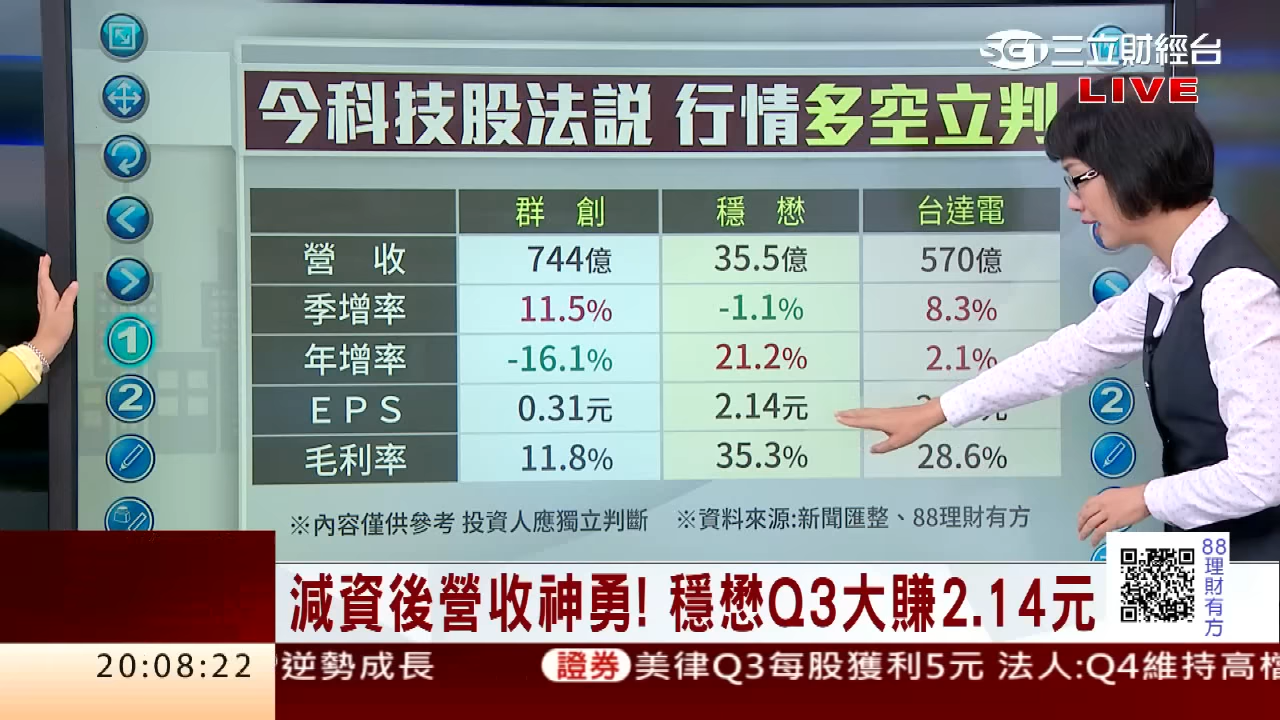 SET三立財經台
LIVE
今科技股法說 行情多空立判
群 創 穩 懋 台達電
營 收 744億 35.5億 570億
季增率 11.5% -1.1% 8.3%
年增率 -16.1% 21.2% 2.1%
EPS 0.31元 2.14元 元
毛利率 11.8% 35.3% 28.6%
※內容僅供參考 投資人應獨立判斷 ※資料來源:新聞匯整、88理財有方
1
2
2
減資後營收神勇! 穩懋Q3大賺2.14元
88理財有方
20:08:22 逆勢成長 證券 美律Q3每股獲利5元 法人:Q4維持高檔